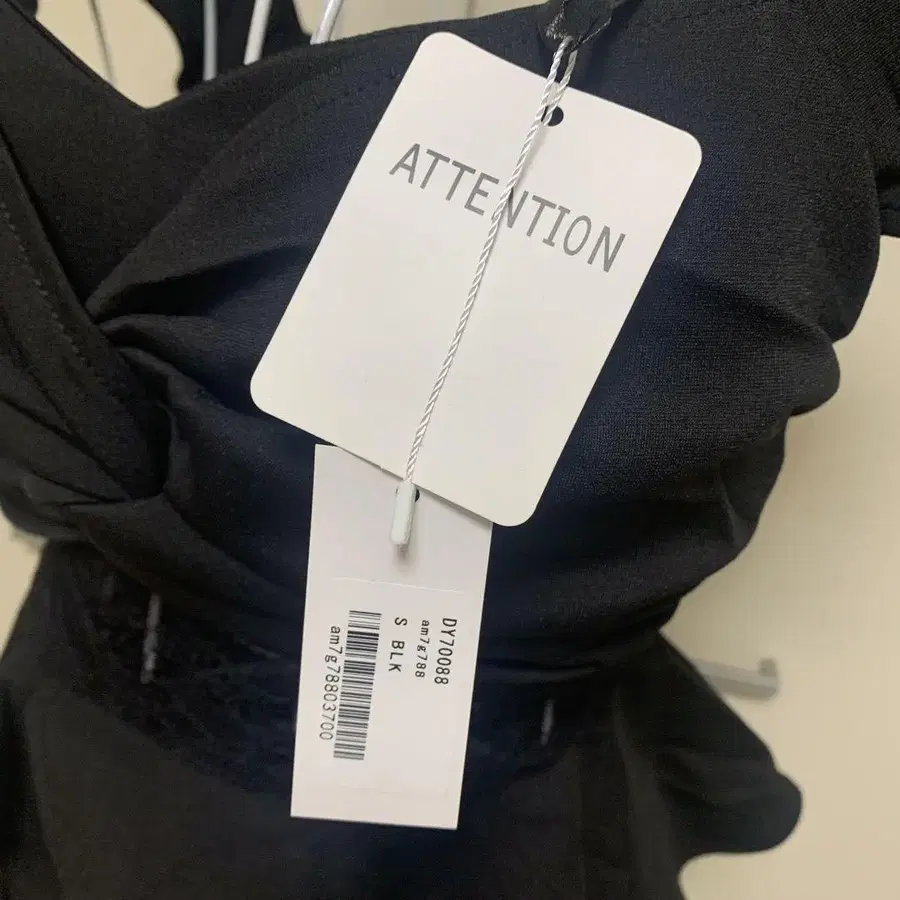 ATTENTION
DY70088
am7g788
S BLK
am7g78803700